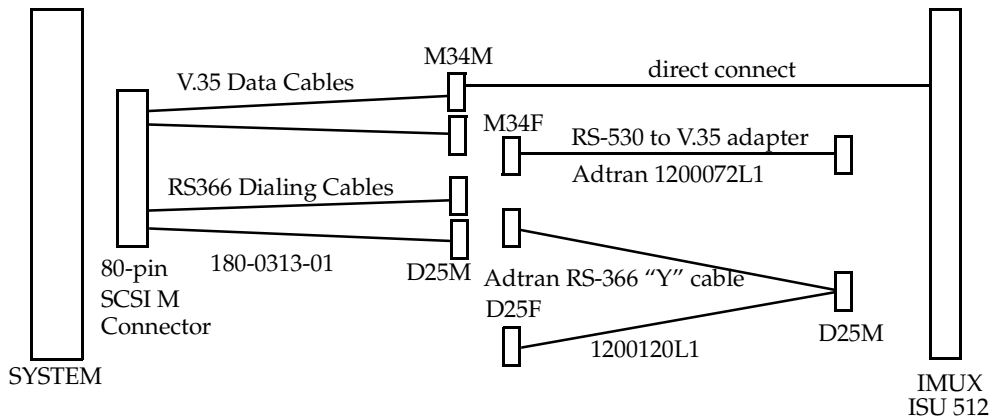 M34M
V.35 Data Cables
direct connect
M34F
RS-530 to V.35 adapter
Adtran 1200072L1
RS366 Dialing Cables
180-0313-01
D25M
80-pin
SCSI M
Connector
Adtran RS-366 “Y” cable
D25F
1200120L1
D25M
SYSTEM
IMUX
ISU 512